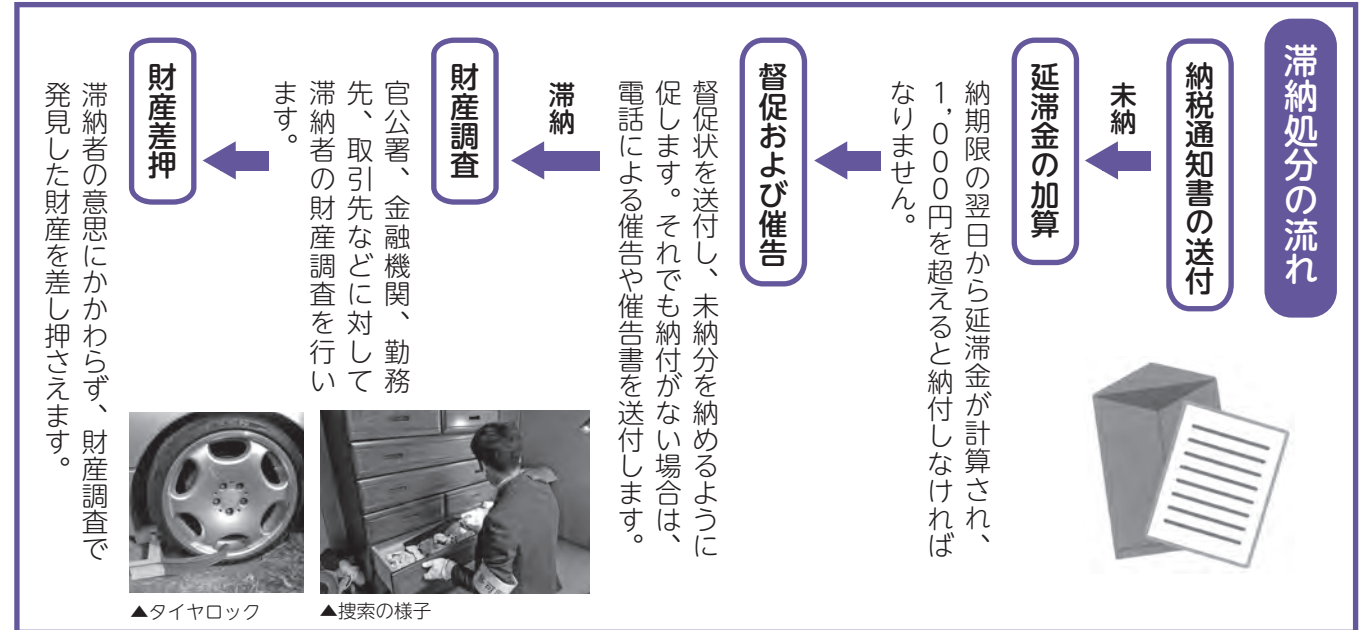 滞納処分の流れ
納税通知書の送付
未納
延滞金の加算
納期限の翌日から延滞金が計算され、
1,000円を超えると納付しなければ
なりません。
督促および催告
督促状を送付し、未納分を納めるように
促します。それでも納付がない場合は、
電話による催告や催告書を送付します。
滞納
財産調査
官公署、金融機関、勤務
先、取引先などに対して
滞納者の財産調査を行い
ます。
財産差押
滞納者の意思にかかわらず、財産調査で
発見した財産を差し押さえます。
▲タイヤロック
▲捜索の様子